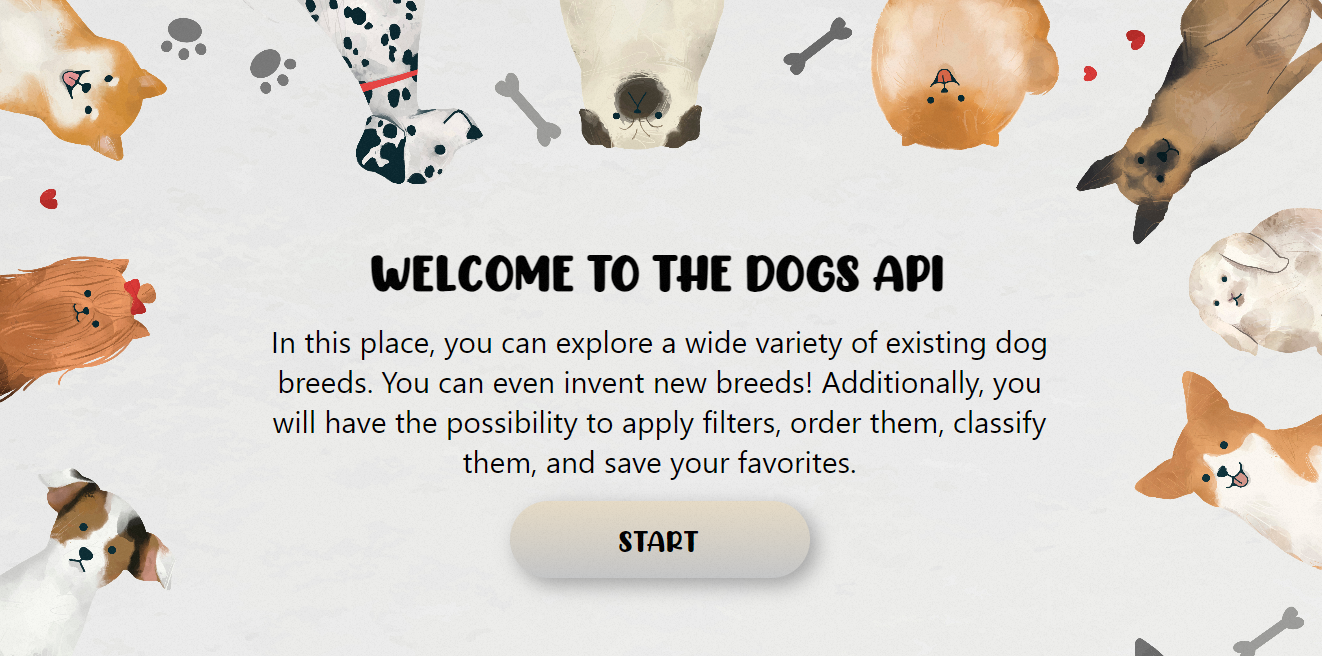 WELCOME TO THE DOGS API
In this place, you can explore a wide variety of existing dog
breeds. You can even invent new breeds! Additionally, you
will have the possibility to apply filters, order them, classify
them, and save your favorites.
START